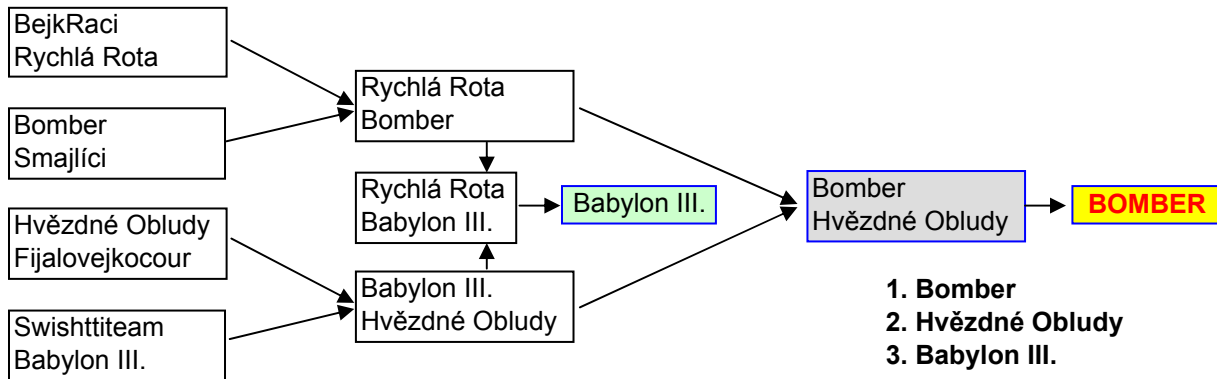 BejkRaci
Rychlá Rota
Bomber
Smajlíci
Hvězdné Obludy
Fijalovejkocour
Swishttiteam
Babylon III.
Rychlá Rota
Bomber
Rychlá Rota
Babylon III.
Babylon III.
Hvězdné Obludy
Babylon III.
Bomber
Hvězdné Obludy
BOMBER
1. Bomber
2. Hvězdné Obludy
3. Babylon III.